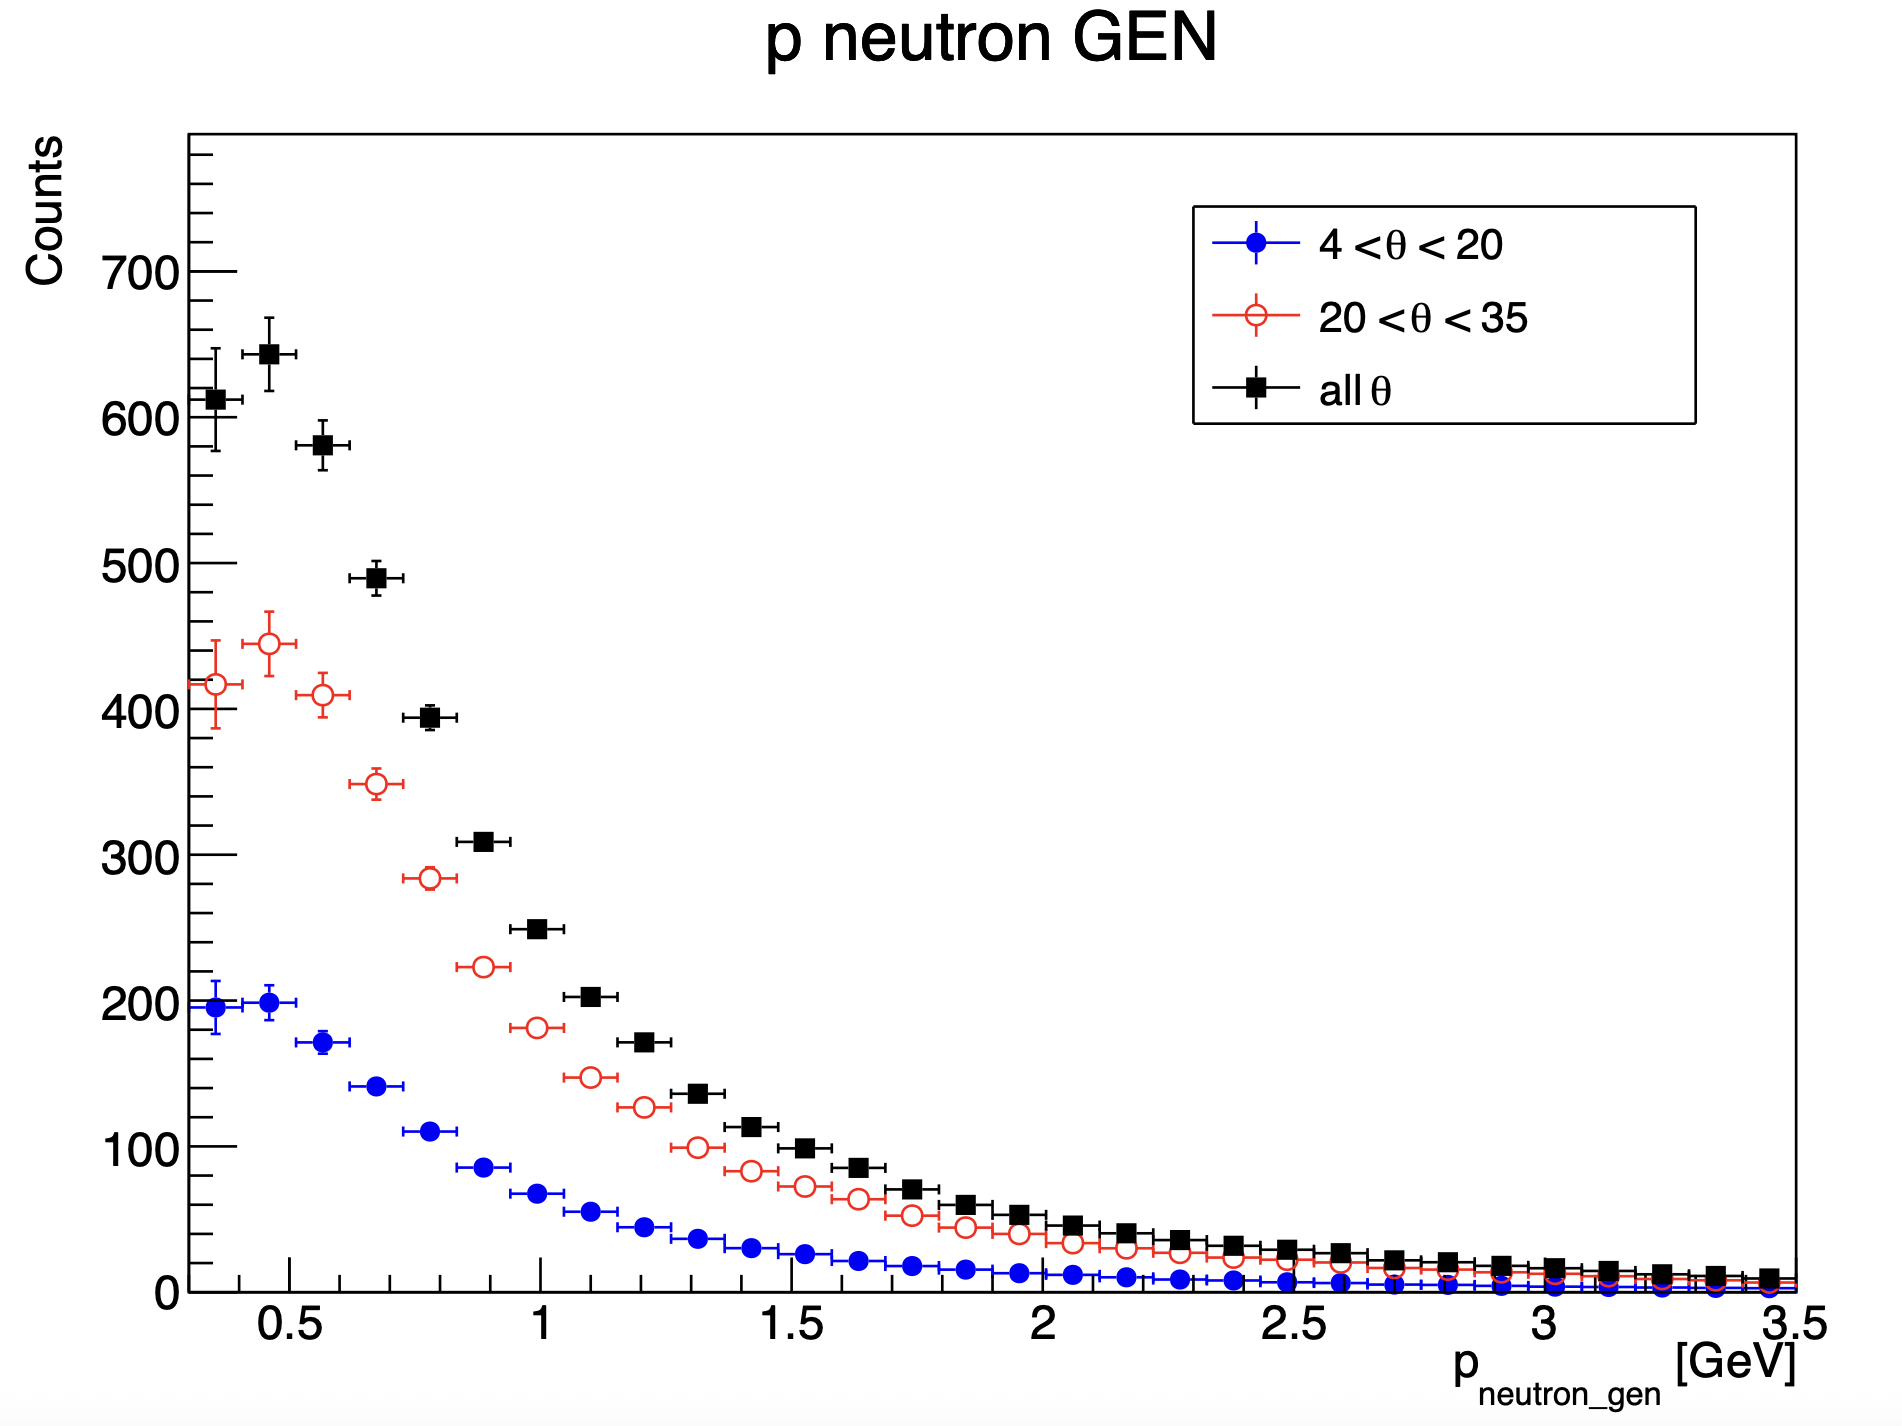 p neutron GEN
Counts
700
600
500
400
300
200
100
0
4 <θ < 20
20 <θ < 35
all θ
0.5 1 1.5 2 2.5 3 3.5
p neutron_gen [GeV]